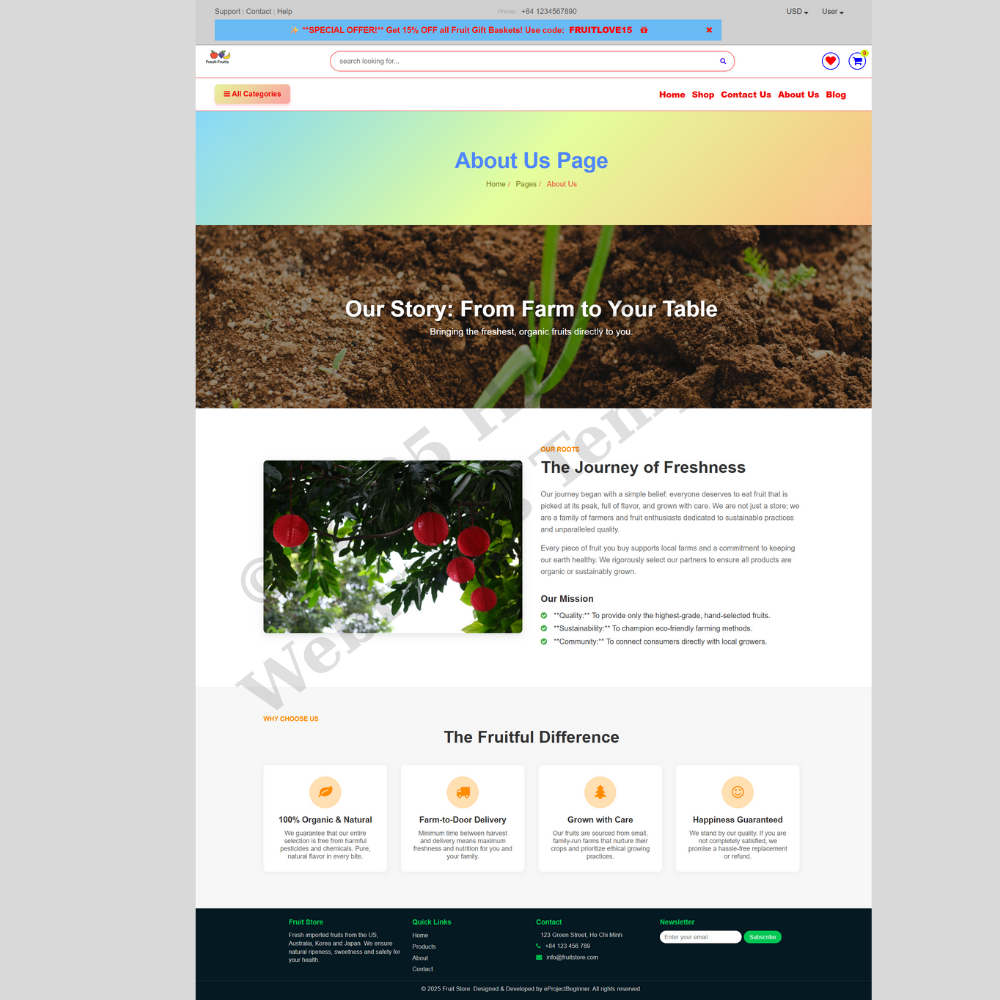 Support | Contact | Help
Phone: +84 1234567890
USD
User
**SPECIAL OFFER!** Get 15% OFF all Fruit Gift Baskets! Use code: FRUITLOVE15
Fresh Fruits
search looking for...
0
All Categories
Home Shop Contact Us About Us Blog
About Us Page
Home / Pages / About Us
Our Story: From Farm to Your Table
Bringing the freshest, organic fruits directly to you.
OUR ROOTS
The Journey of Freshness
Our journey began with a simple belief: everyone deserves to eat fruit that is
picked at its peak, full of flavor, and grown with care. We are not just a store; we
are a family of farmers and fruit enthusiasts dedicated to sustainable practices
and unparalleled quality.
Every piece of fruit you buy supports local farms and a commitment to keeping
our earth healthy. We rigorously select our partners to ensure all products are
organic or sustainably grown.
Our Mission
**Quality:** To provide only the highest-grade, hand-selected fruits.
**Sustainability:** To champion eco-friendly farming methods.
**Community:** To connect consumers directly with local growers.
WHY CHOOSE US
The Fruitful Difference
100% Organic & Natural
We guarantee that our entire
selection is free from harmful
pesticides and chemicals. Pure,
natural flavor in every bite.
Farm-to-Door Delivery
Minimum time between harvest
and delivery means maximum
freshness and nutrition for you and
your family.
Grown with Care
Our fruits are sourced from small,
family-run farms that nurture their
crops and prioritize ethical growing
practices.
Happiness Guaranteed
We stand by our quality. If you are
not completely satisfied, we
promise a hassle-free replacement
or refund.
Fruit Store
Fresh imported fruits from the US,
Australia, Korea and Japan. We ensure
natural ripeness, sweetness and safety for
your health.
Quick Links
Home
Products
About
Contact
Contact
123 Green Street, Ho Chi Minh
+84 123 456 789
info@fruitstore.com
Newsletter
Enter your email
Subscribe
© 2025 Fruit Store. Designed & Developed by eProjectBeginner. All rights reserved